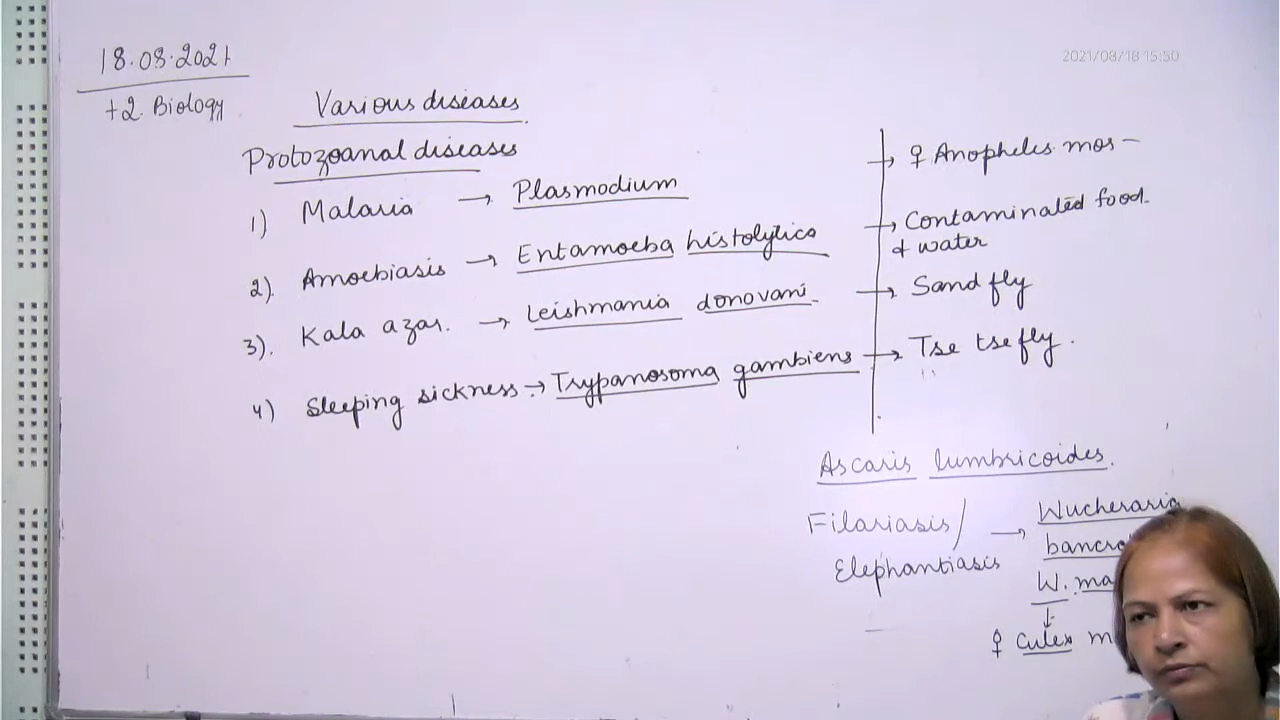 18.08.2021
2021/08/18 15:50
+2 Biology
Various diseases
Protozoanal diseases
1) Malaria → Plasmodium → ♀ Anopheles mos-
2). Amoebiasis → Entamoeba histolytica → Contaminated food
& water
3). Kala azar. → Leishmania donovani → Sand fly
4) Sleeping sickness → Trypanosoma gambiens → Tse tse fly.
Ascaris lumbricoides.
Filariasis/ → Wucheraria
Elephantiasis bancro
W. ma
↓
♀ Culex m